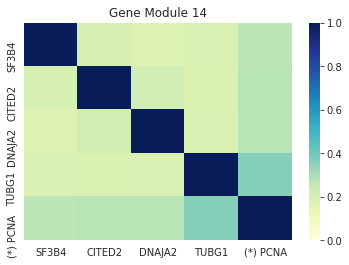 Gene Module 14
SF3B4
CITED2
DNAJA2
TUBG1
(*) PCNA
SF3B4 CITED2 DNAJA2 TUBG1 (*) PCNA
1.0
0.8
0.6
0.4
0.2
0.0